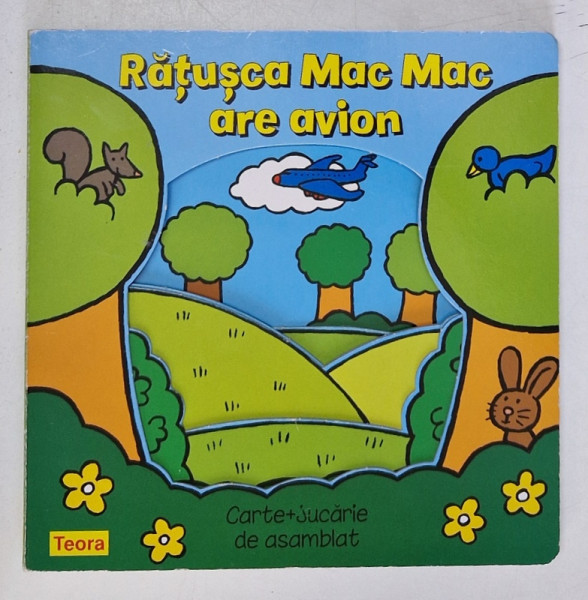 Rățușca Mac Mac
are avion
Carte+Jucărie
de asamblat
Teora